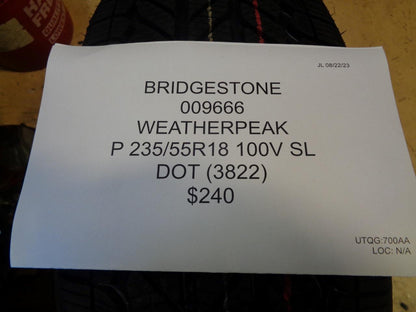 JL 08/22/23
BRIDGESTONE
009666
WEATHERPEAK
P 235/55R18 100V SL
DOT (3822)
$240
UTQG:700AA
LOC: N/A